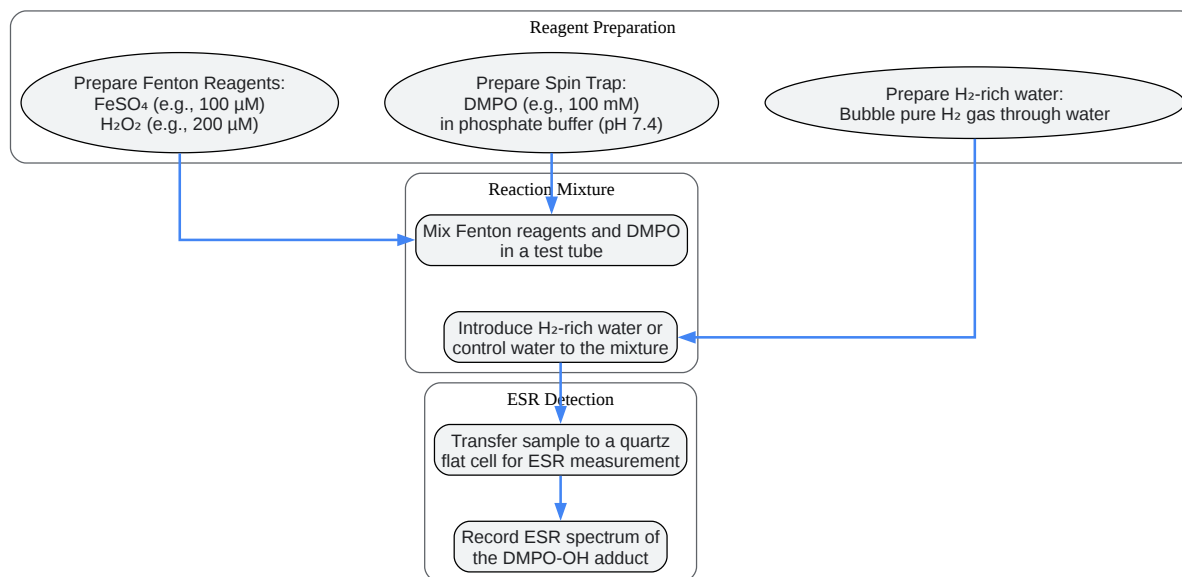 Reagent Preparation
Prepare Fenton Reagents:
FeSO₄ (e.g., 100 µM)
H₂O₂ (e.g., 200 µM)
Prepare Spin Trap:
DMPO (e.g., 100 mM)
in phosphate buffer (pH 7.4)
Prepare H₂-rich water:
Bubble pure H₂ gas through water
Reaction Mixture
Mix Fenton reagents and DMPO
in a test tube
Introduce H₂-rich water or
control water to the mixture
ESR Detection
Transfer sample to a quartz
flat cell for ESR measurement
Record ESR spectrum of
the DMPO-OH adduct